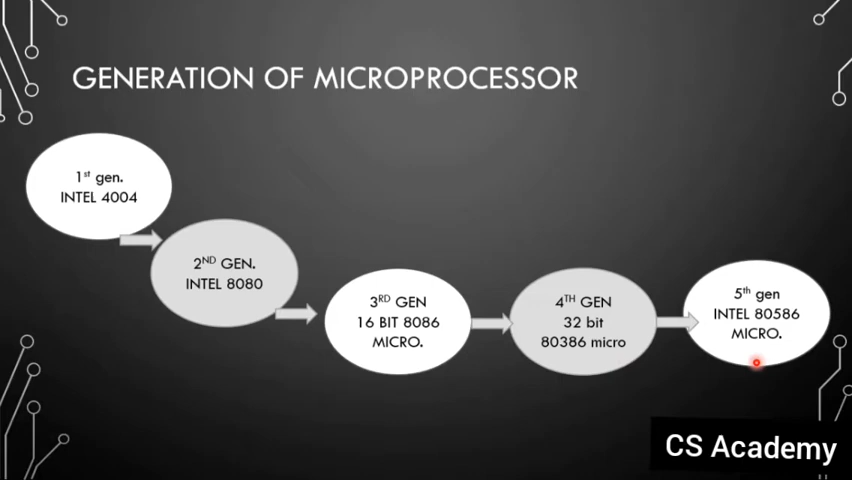 GENERATION OF MICROPROCESSOR
1st gen.
INTEL 4004
2ND GEN.
INTEL 8080
3RD GEN
16 BIT 8086
MICRO.
4TH GEN
32 bit
80386 micro
5th gen
INTEL 80586
MICRO.
CS Academy